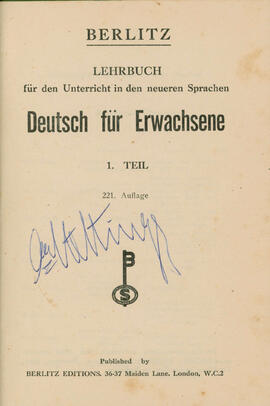 BERLITZ
LEHRBUCH
für den Unterricht in den neueren Sprachen
Deutsch für Erwachsene
1. TEIL
221. Auflage
B
S
Published by
BERLITZ EDITIONS, 36-37 Maiden Lane, London, W.C.2